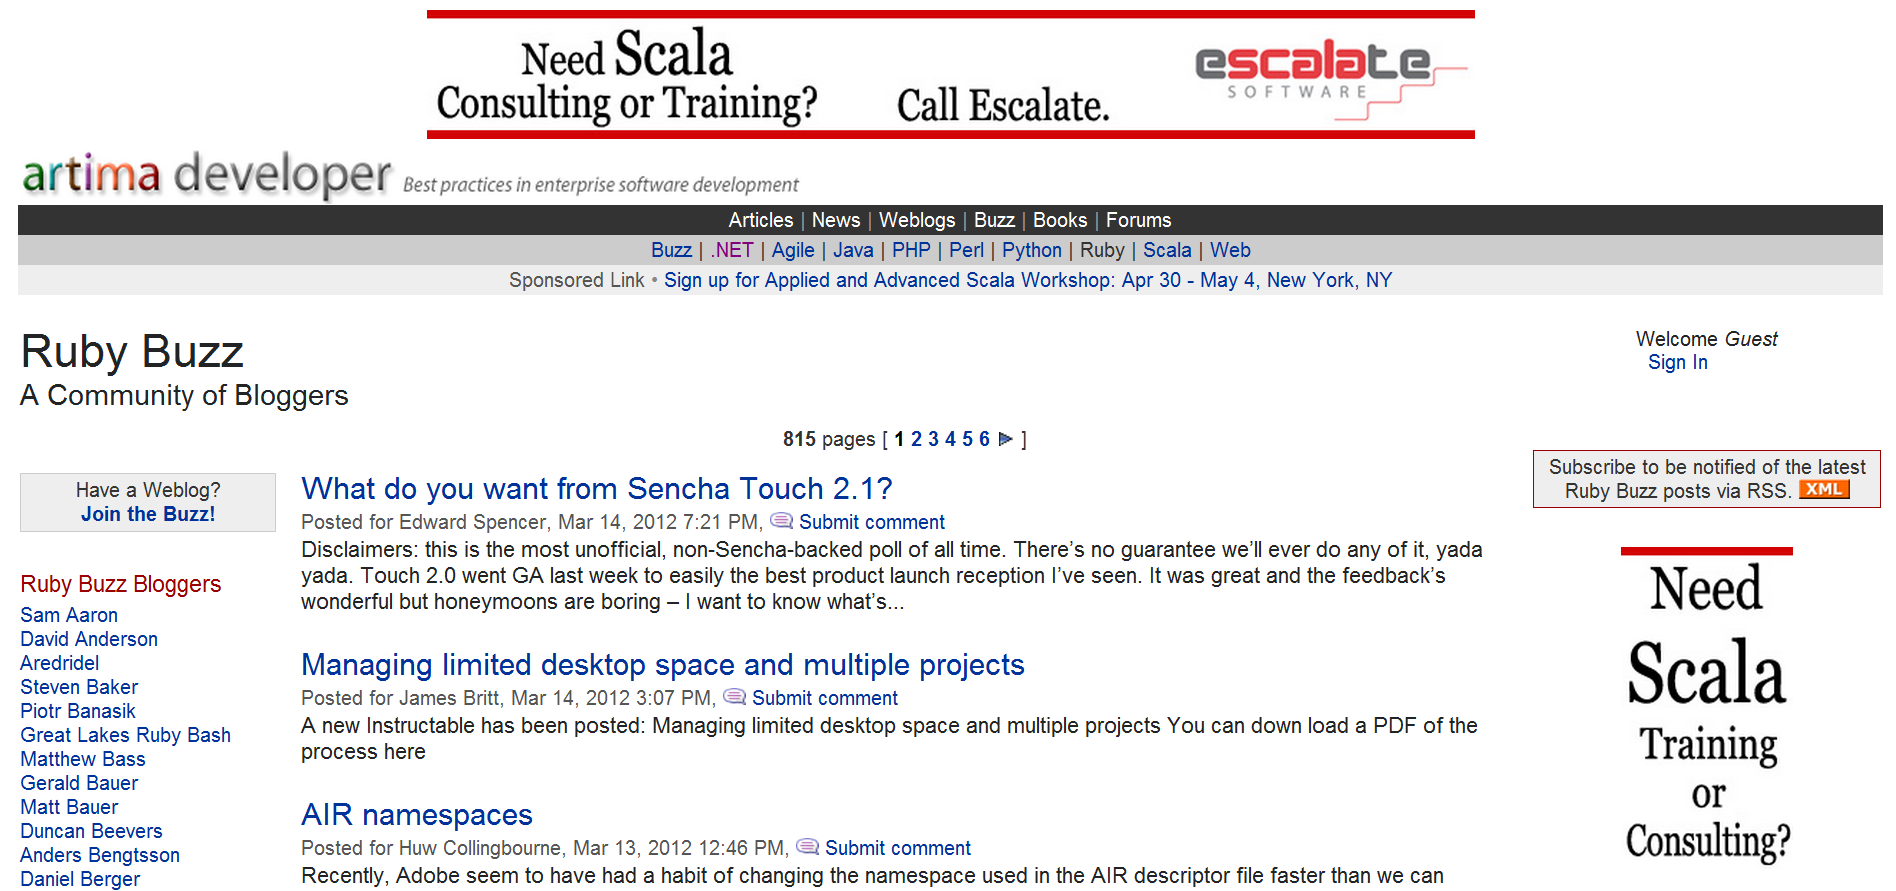 Need Scala
Consulting or Training?
Call Escalate.
escalate
SOFTWARE
artima developer Best practices in enterprise software development
Articles | News | Weblogs | Buzz | Books | Forums
Buzz | .NET | Agile | Java | PHP | Perl | Python | Ruby | Scala | Web
Sponsored Link • Sign up for Applied and Advanced Scala Workshop: Apr 30 - May 4, New York, NY
Ruby Buzz
A Community of Bloggers
Welcome Guest
Sign In
815 pages [ 1 2 3 4 5 6 ]
Have a Weblog?
Join the Buzz!
Ruby Buzz Bloggers
Sam Aaron
David Anderson
Aredridel
Steven Baker
Piotr Banasik
Great Lakes Ruby Bash
Matthew Bass
Gerald Bauer
Matt Bauer
Duncan Beevers
Anders Bengtsson
Daniel Berger
What do you want from Sencha Touch 2.1?
Posted for Edward Spencer, Mar 14, 2012 7:21 PM, Submit comment
Disclaimers: this is the most unofficial, non-Sencha-backed poll of all time. There’s no guarantee we’ll ever do any of it, yada
yada. Touch 2.0 went GA last week to easily the best product launch reception I’ve seen. It was great and the feedback’s
wonderful but honeymoons are boring – I want to know what’s...
Managing limited desktop space and multiple projects
Posted for James Britt, Mar 14, 2012 3:07 PM, Submit comment
A new Instructable has been posted: Managing limited desktop space and multiple projects You can down load a PDF of the
process here
AIR namespaces
Posted for Huw Collingbourne, Mar 13, 2012 12:46 PM, Submit comment
Recently, Adobe seem to have had a habit of changing the namespace used in the AIR descriptor file faster than we can
Subscribe to be notified of the latest
Ruby Buzz posts via RSS. XML
Need
Scala
Training
or
Consulting?